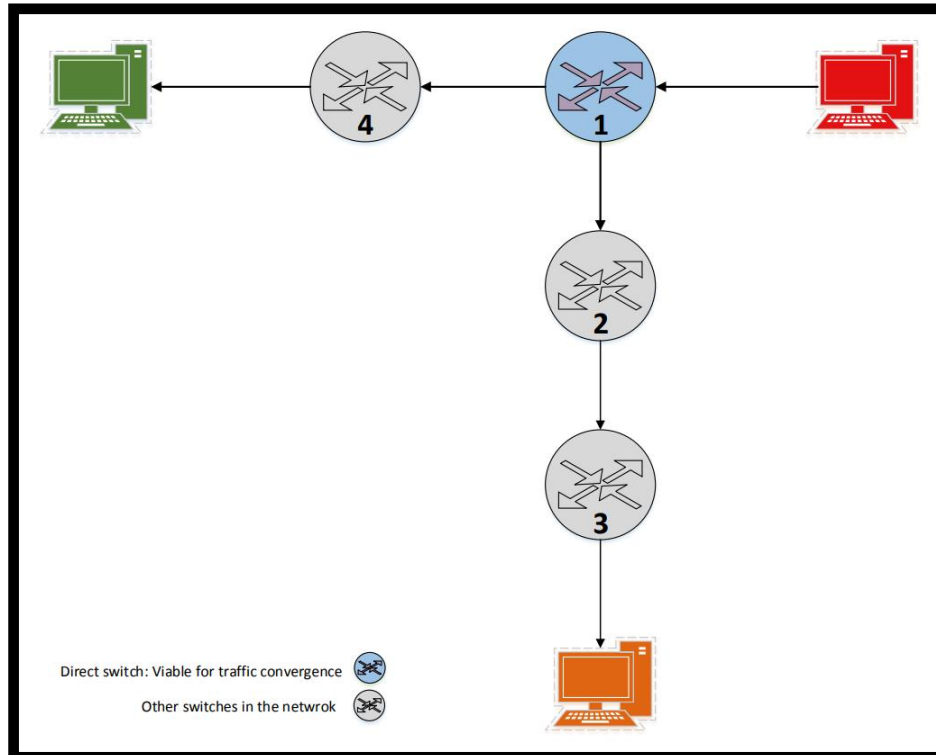 4
1
2
3
Direct switch: Viable for traffic convergence
Other switches in the netwrok